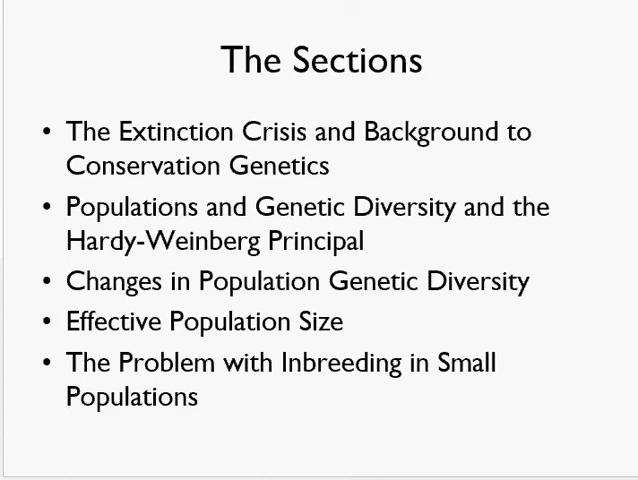 The Sections
• The Extinction Crisis and Background to
Conservation Genetics
• Populations and Genetic Diversity and the
Hardy-Weinberg Principal
• Changes in Population Genetic Diversity
• Effective Population Size
• The Problem with Inbreeding in Small
Populations